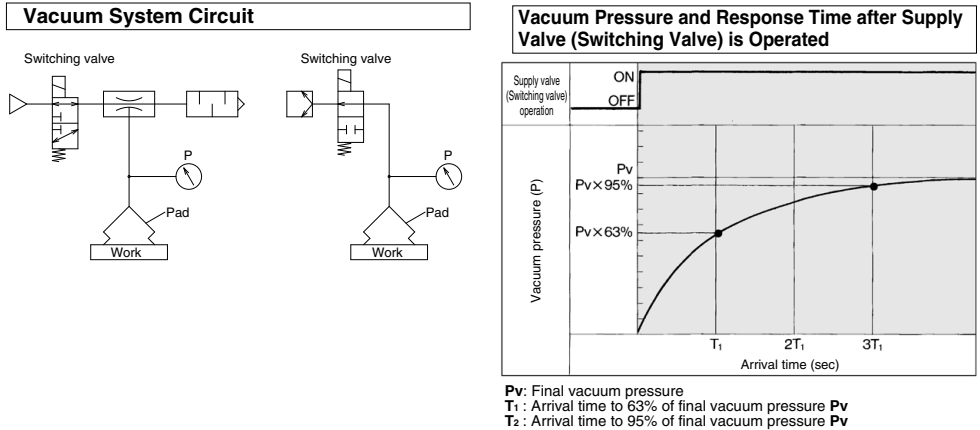 Vacuum System Circuit
Switching valve
P
Pad
Work
Switching valve
P
Pad
Work
Vacuum Pressure and Response Time after Supply
Valve (Switching Valve) is Operated
Supply valve
(Switching valve)
operation
ON
OFF
Vacuum pressure (P)
Pv
Pv×95%
Pv×63%
T1
2T1
3T1
Arrival time (sec)
Pv: Final vacuum pressure
T1 : Arrival time to 63% of final vacuum pressure Pv
T2 : Arrival time to 95% of final vacuum pressure Pv